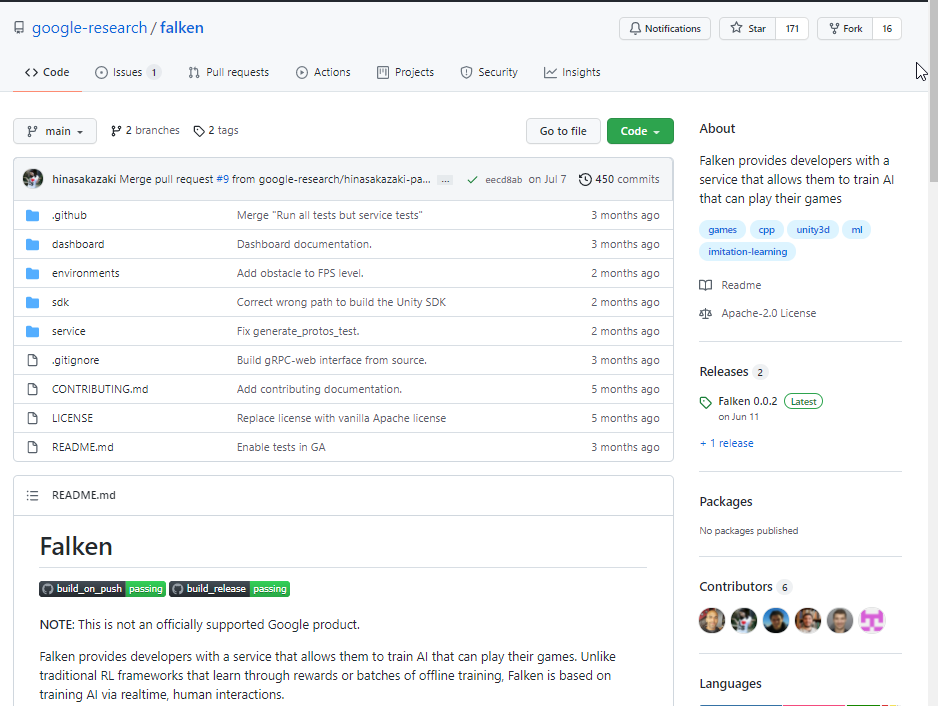 google-research / falken
Notifications
Star 171
Fork 16
Code
Issues 1
Pull requests
Actions
Projects
Security
Insights
main
2 branches
2 tags
Go to file
Code
hinasakazaki Merge pull request #9 from google-research/hinasakazaki-pa... ... eecd8ab on Jul 7 450 commits
.github Merge "Run all tests but service tests" 3 months ago
dashboard Dashboard documentation. 3 months ago
environments Add obstacle to FPS level. 2 months ago
sdk Correct wrong path to build the Unity SDK 2 months ago
service Fix generate_protos_test. 2 months ago
.gitignore Build gRPC-web interface from source. 3 months ago
CONTRIBUTING.md Add contributing documentation. 5 months ago
LICENSE Replace license with vanilla Apache license 5 months ago
README.md Enable tests in GA 3 months ago
README.md
Falken
build_on_push passing build_release passing
NOTE: This is not an officially supported Google product.
Falken provides developers with a service that allows them to train AI that can play their games. Unlike
traditional RL frameworks that learn through rewards or batches of offline training, Falken is based on
training AI via realtime, human interactions.
About
Falken provides developers with a
service that allows them to train AI
that can play their games
games cpp unity3d ml
imitation-learning
Readme
Apache-2.0 License
Releases 2
Falken 0.0.2 Latest
on Jun 11
+ 1 release
Packages
No packages published
Contributors 6
Languages